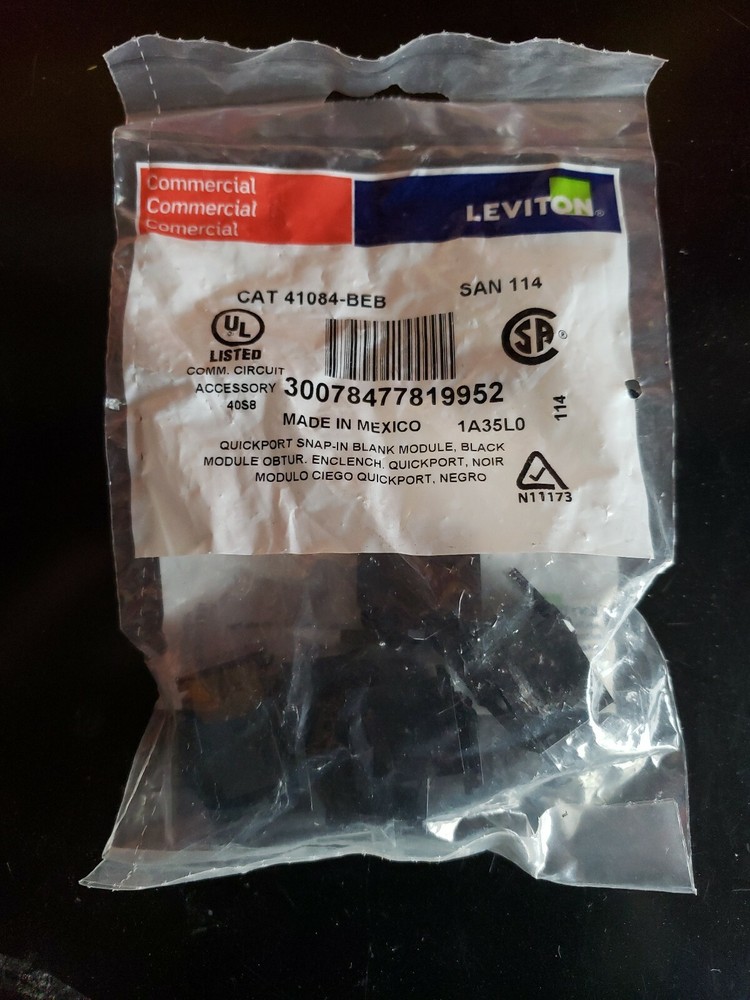 Commercial
Commercial
Comercial
LEVITON®
CAT 41084-BEB
SAN 114
UL
LISTED
COMM. CIRCUIT
ACCESSORY
40S8
SA ®
30078477819952
MADE IN MEXICO 1A35L0
114
QUICKPORT SNAP-IN BLANK MODULE, BLACK
MODULE OBTUR. ENCLENCH. QUICKPORT, NOIR
MODULO CIEGO QUICKPORT, NEGRO
N11173